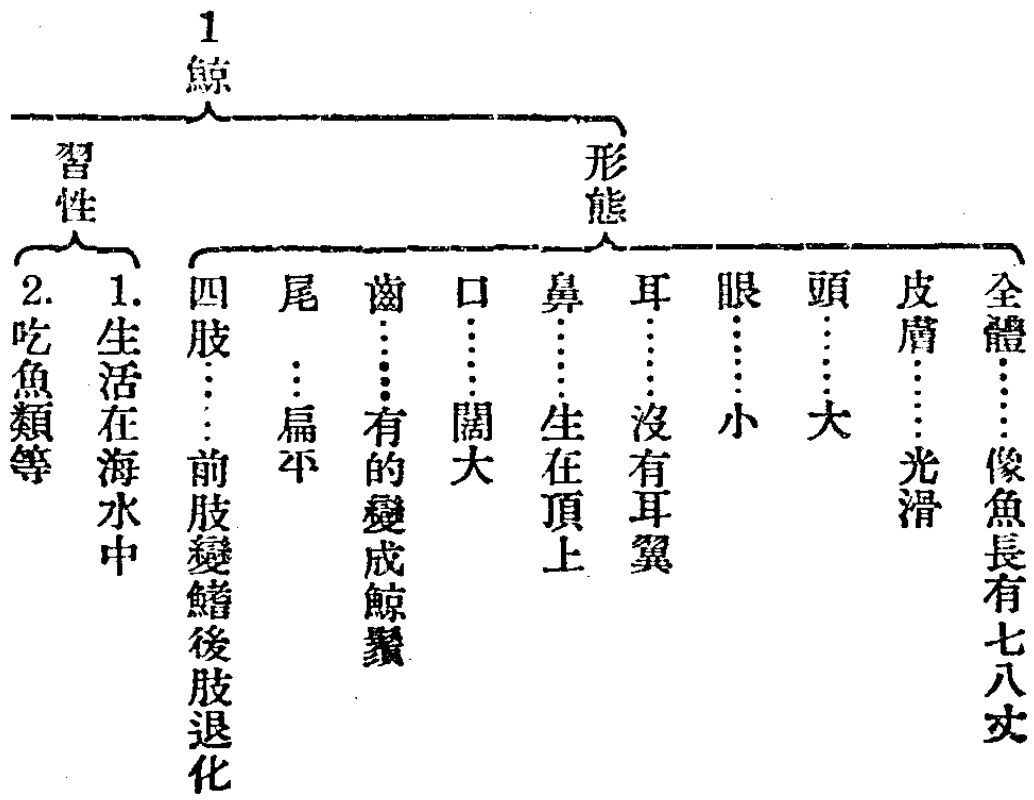 1鯨
形態
全體……像魚長有七八丈
皮膚……光滑
頭……大
眼……小
耳……沒有耳翼
鼻……生在頂上
口……闊大
齒……有的變成鯨鬚
尾…扁平
四肢……前肢變鰭後肢退化
習性
1.生活在海水中
2.吃魚類等